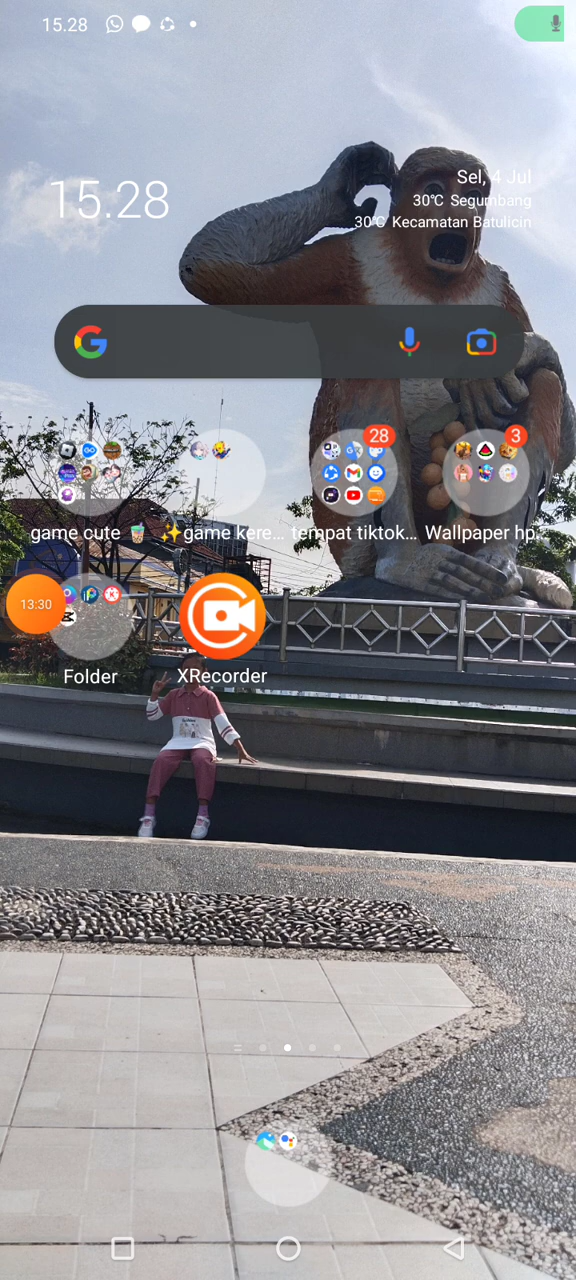 15.28
15.28
Sel, 4 Jul
30℃ Segumbang
30℃ Kecamatan Batulicin
28
3
game cute 🧋
✨game kere...
tempat tiktok...
Wallpaper hp...
13:30
Folder
XRecorder